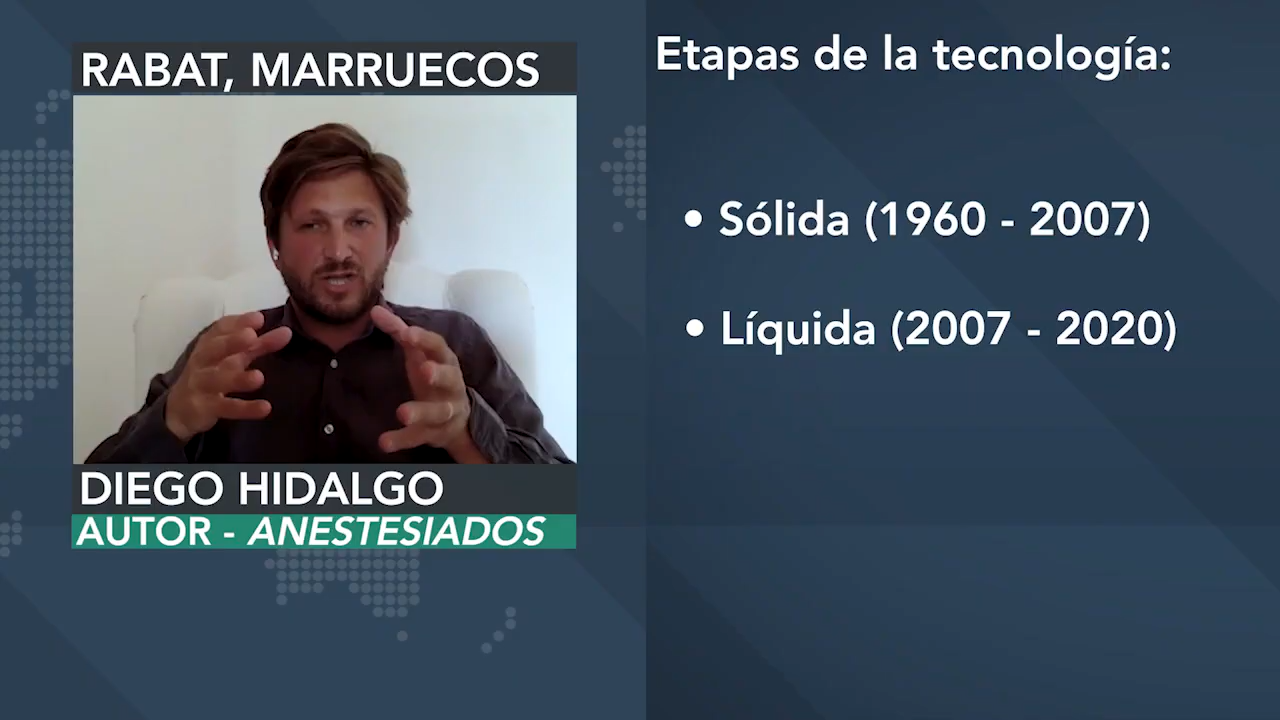 RABAT, MARRUECOS
DIEGO HIDALGO
AUTOR - ANESTESIADOS
Etapas de la tecnología:
• Sólida (1960 - 2007)
• Líquida (2007 - 2020)